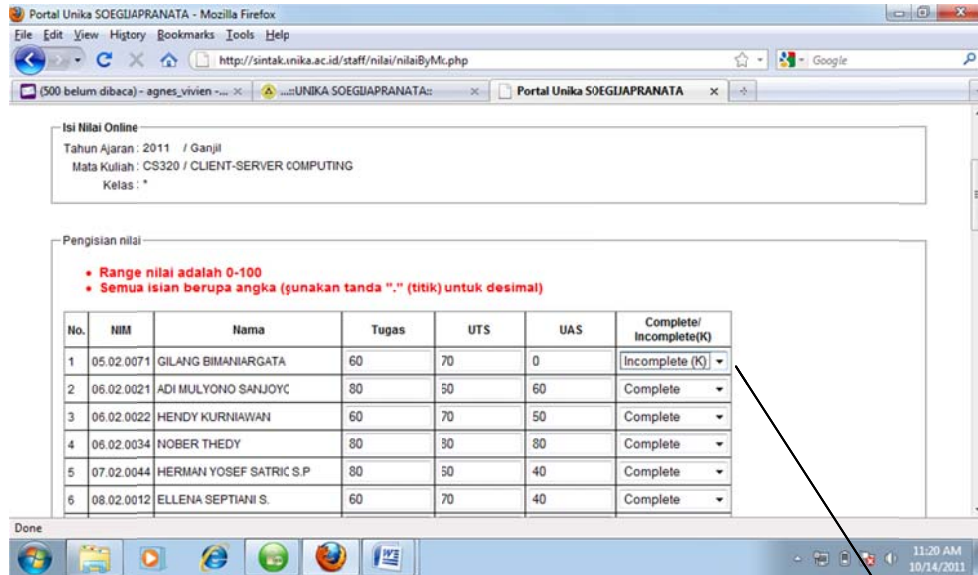 Portal Unika SOEGIJAPRANATA - Mozilla Firefox
File Edit View History Bookmarks Tools Help
http://sintak.unika.ac.id/staff/nilai/nilaiByMc.php
Google
(500 belum dibaca) - agnes_vivien -...
...::UNIKA SOEGIJAPRANATA::
Portal Unika SOEGIJAPRANATA
Isi Nilai Online
Tahun Ajaran : 2011 / Ganjil
Mata Kuliah : CS320 / CLIENT-SERVER COMPUTING
Kelas : *
Pengisian nilai
• Range nilai adalah 0-100
• Semua isian berupa angka (gunakan tanda "." (titik) untuk desimal)
No. NIM Nama Tugas UTS UAS Complete/ Incomplete(K)
1 05.02.0071 GILANG BIMANIARGATA 60 70 0 Incomplete (K)
2 06.02.0021 ADI MULYONO SANJOYO 80 60 60 Complete
3 06.02.0022 HENDY KURNIAWAN 60 70 50 Complete
4 06.02.0034 NOBER THEDY 80 80 80 Complete
5 07.02.0044 HERMAN YOSEF SATRIC S.P 80 60 40 Complete
6 08.02.0012 ELLENA SEPTIANI S. 60 70 40 Complete
Done
11:20 AM
10/14/2011